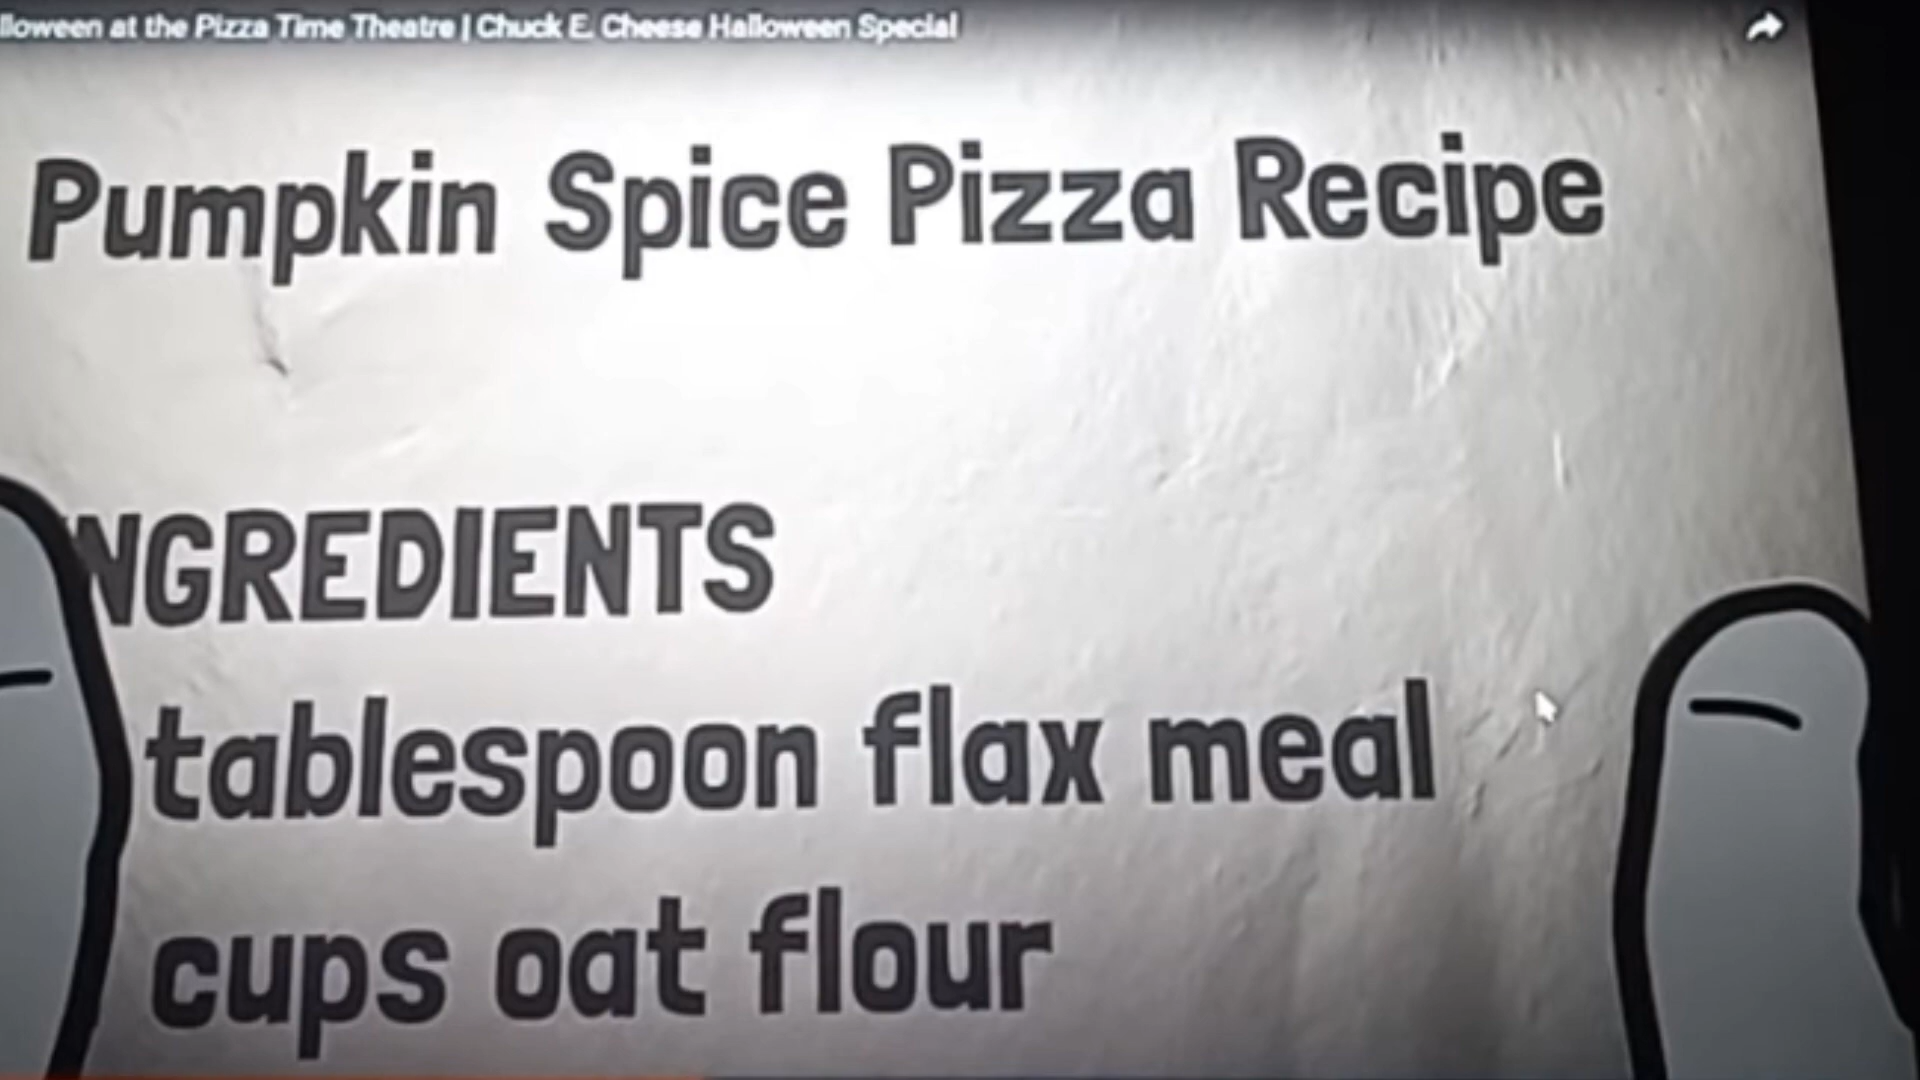 lloween at the Pizza Time Theatre | Chuck E. Cheese Halloween Special
Pumpkin Spice Pizza Recipe
NGREDIENTS
tablespoon flax meal
cups oat flour